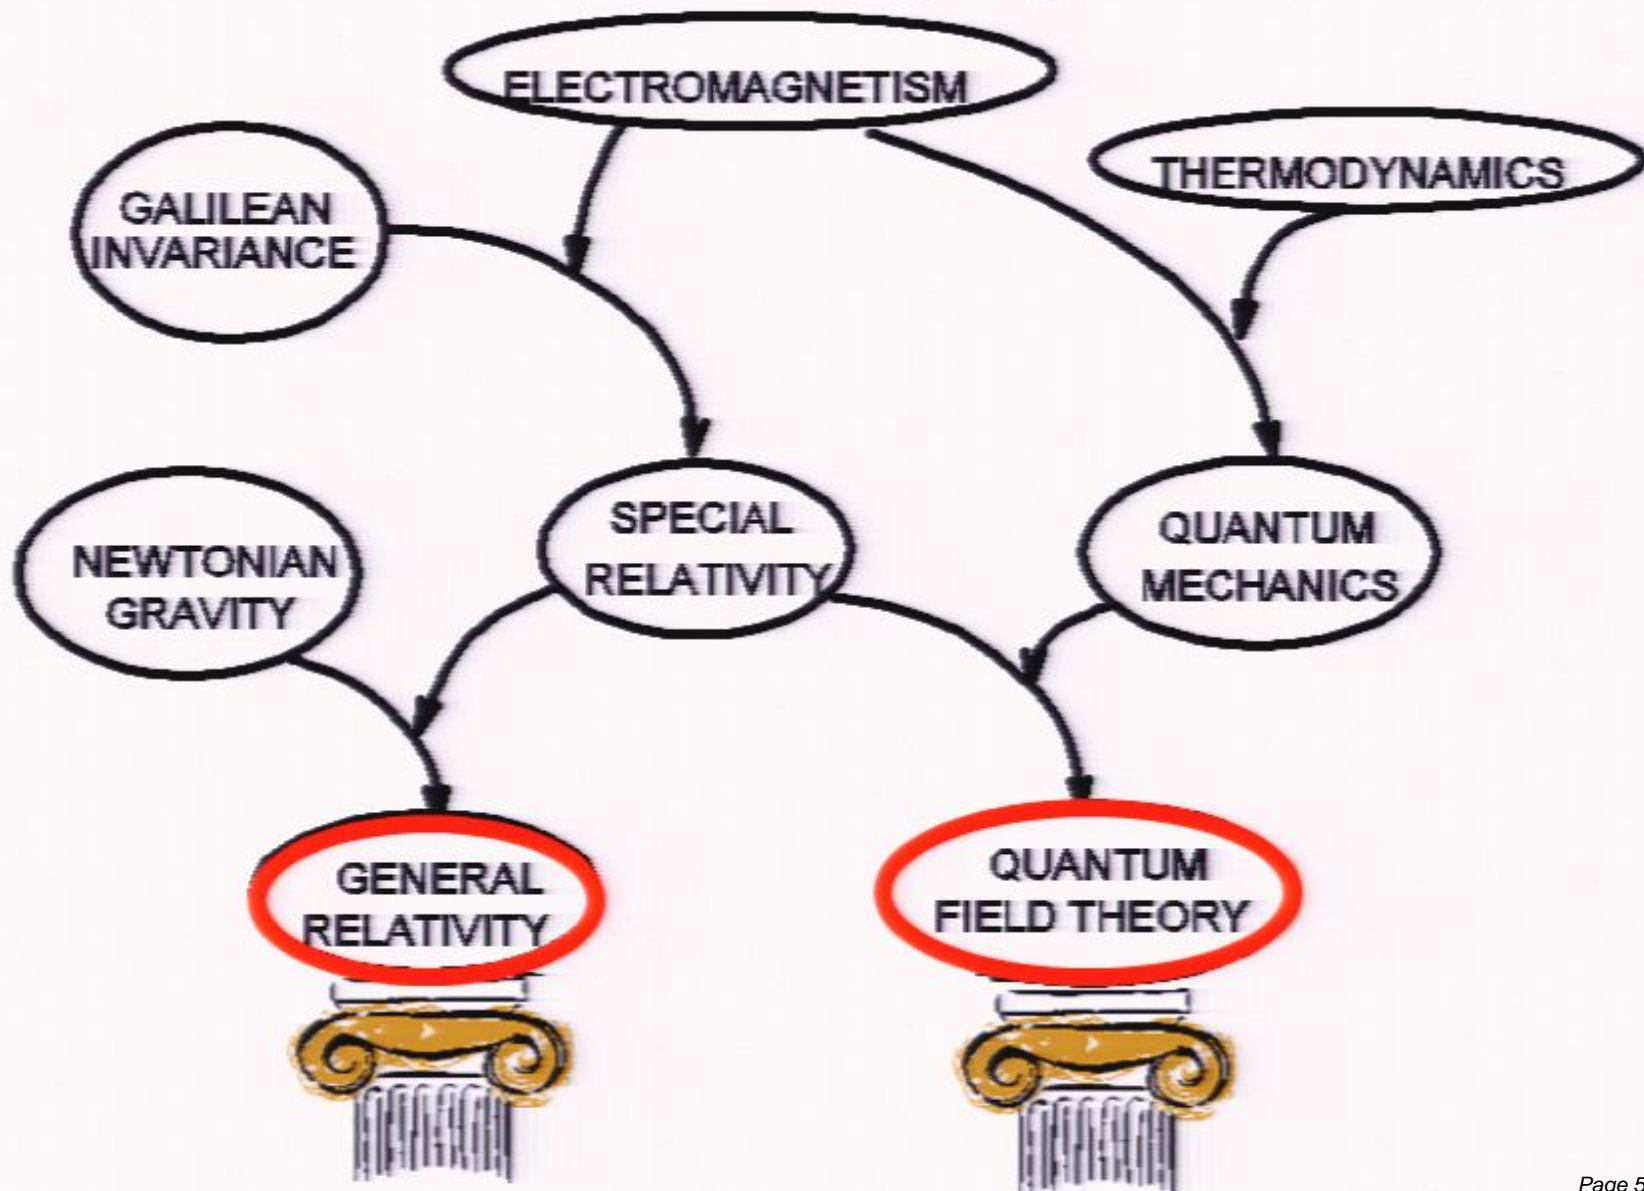 ELECTROMAGNETISM
THERMODYNAMICS
GALILEAN
INVARIANCE
SPECIAL
RELATIVITY
QUANTUM
MECHANICS
NEWTONIAN
GRAVITY
GENERAL
RELATIVITY
QUANTUM
FIELD THEORY
Page 5